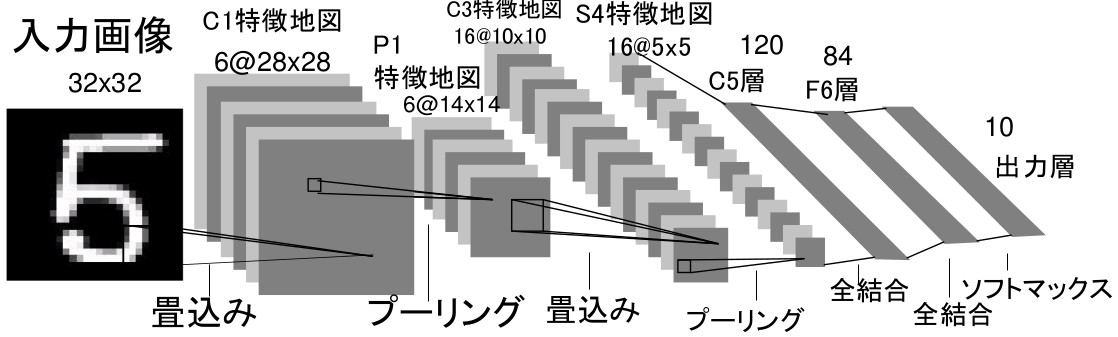 入力画像
32x32
C1特徴地図
6@28x28
P1
特徴地図
6@14x14
C3特徴地図
16@10x10
S4特徴地図
16@5x5
120
C5層
84
F6層
10
出力層
5
畳込み
プーリング
畳込み
プーリング
全結合
全結合
ソフトマックス